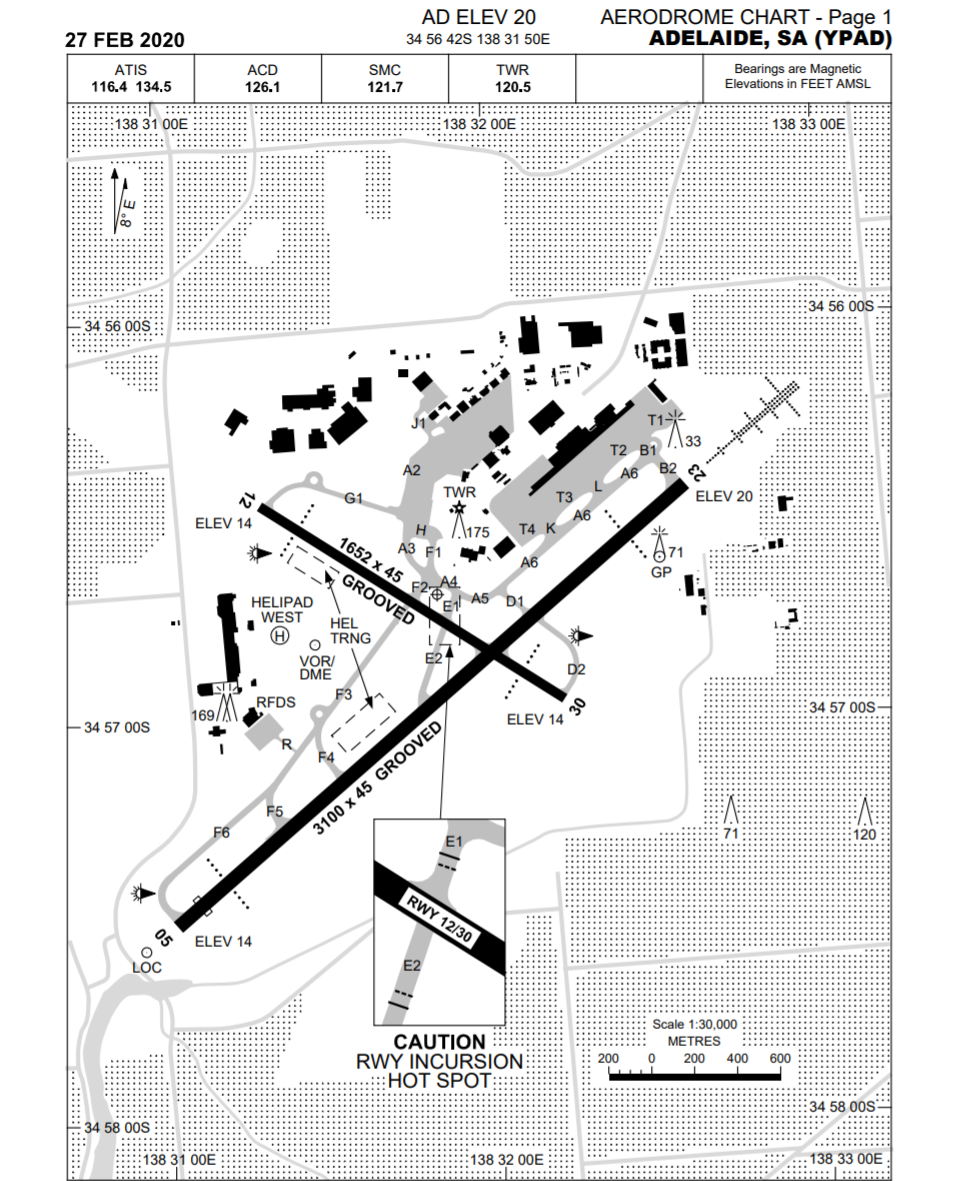 AD ELEV 20
AERODROME CHART - Page 1
27 FEB 2020
34 56 42S 138 31 50E
ADELAIDE, SA (YPAD)
ATIS
116.4 134.5
ACD
126.1
SMC
121.7
TWR
120.5
Bearings are Magnetic
Elevations in FEET AMSL
138 31 00E
138 32 00E
138 33 00E
8° E
34 56 00S
34 56 00S
J1
T1
33
T2
B1
A2
B2
23
A6
TWR
L
ELEV 20
12
G1
T3
ELEV 14
A6
H
175
T4
K
1652 x 45
GROOVED
A3
F1
71
A6
GP
F2
A4
HELIPAD
WEST
E1
A5
D1
H
HEL
TRNG
VOR/
DME
E2
D2
F3
169
RFDS
30
34 57 00S
34 57 00S
ELEV 14
R
F4
3100 x 45 GROOVED
F5
F6
71
120
E1
RWY 12/30
E2
05
ELEV 14
LOC
CAUTION
RWY INCURSION
HOT SPOT
Scale 1:30,000
METRES
200 0 200 400 600
34 58 00S
34 58 00S
138 31 00E
138 32 00E
138 33 00E